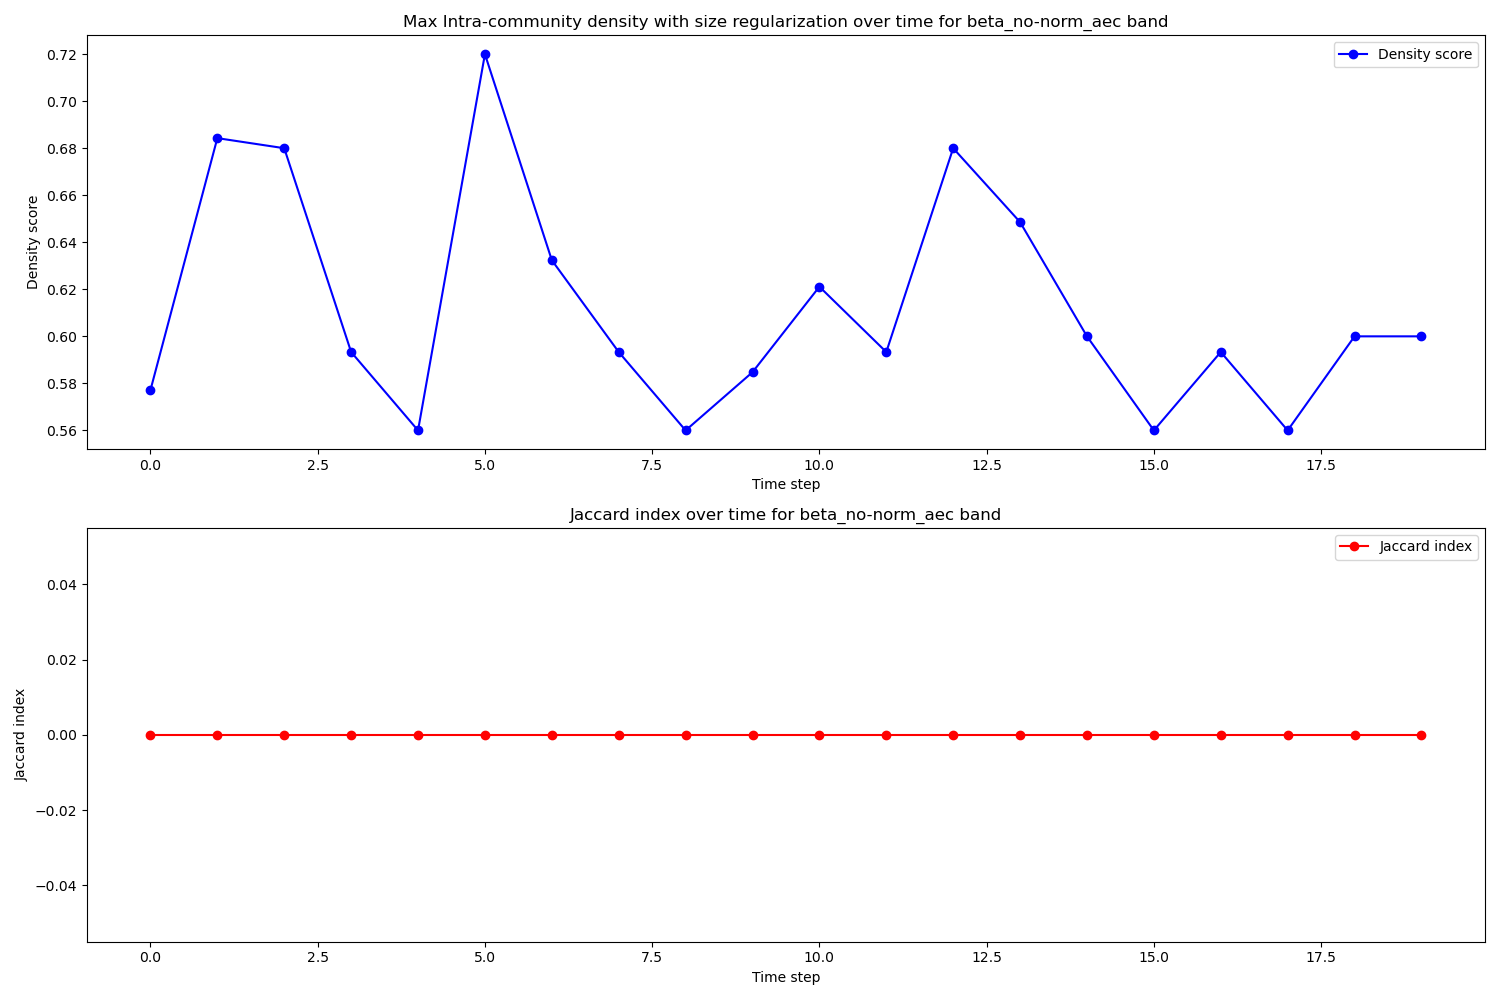 Max Intra-community density with size regularization over time for beta_no-norm_aec band
Density score
0.72
0.70
0.68
0.66
0.64
0.62
0.60
0.58
0.56
Density score
0.0 2.5 5.0 7.5 10.0 12.5 15.0 17.5
Time step
Jaccard index over time for beta_no-norm_aec band
Jaccard index
0.04
0.02
0.00
−0.02
−0.04
Jaccard index
0.0 2.5 5.0 7.5 10.0 12.5 15.0 17.5
Time step